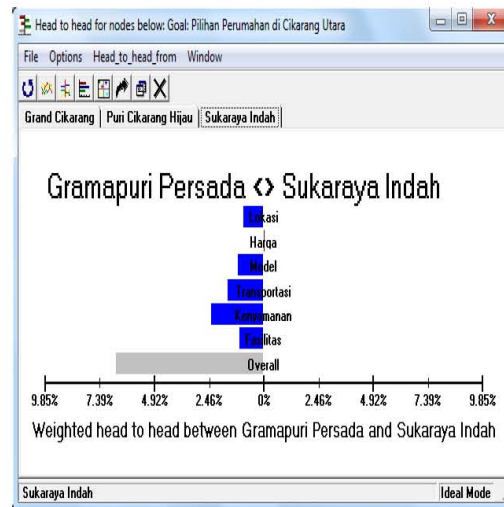 Head to head for nodes below: Goal: Pilihan Perumahan di Cikarang Utara
File Options Head_to_head_from Window
Grand Cikarang Puri Cikarang Hijau Sukaraya Indah
Gramapuri Persada <> Sukaraya Indah
Lokasi
Harga
Model
Transportasi
Kenyamanan
Fasilitas
Overall
9.85% 7.39% 4.92% 2.46% 0% 2.46% 4.92% 7.39% 9.85%
Weighted head to head between Gramapuri Persada and Sukaraya Indah
Sukaraya Indah Ideal Mode